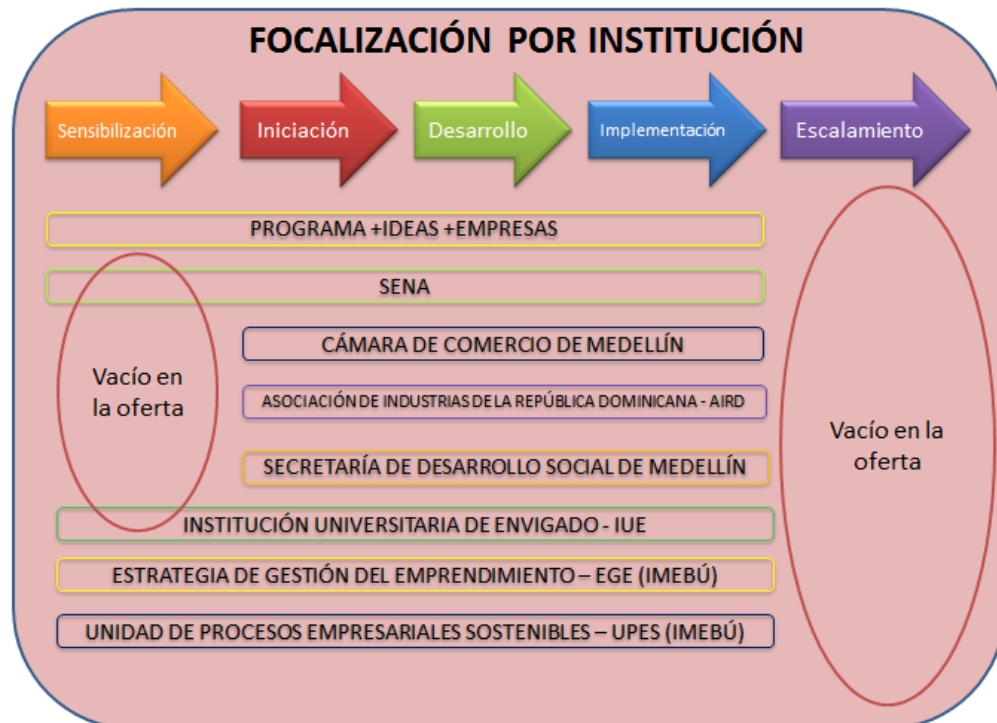 FOCALIZACIÓN POR INSTITUCIÓN
Sensibilización
Iniciación
Desarrollo
Implementación
Escalamiento
PROGRAMA +IDEAS +EMPRESAS
SENA
CÁMARA DE COMERCIO DE MEDELLÍN
ASOCIACIÓN DE INDUSTRIAS DE LA REPÚBLICA DOMINICANA - AIRD
SECRETARÍA DE DESARROLLO SOCIAL DE MEDELLÍN
INSTITUCIÓN UNIVERSITARIA DE ENVIGADO - IUE
ESTRATEGIA DE GESTIÓN DEL EMPRENDIMIENTO – EGE (IMEBÚ)
UNIDAD DE PROCESOS EMPRESARIALES SOSTENIBLES – UPES (IMEBÚ)
Vacío en
la oferta
Vacío en la
oferta